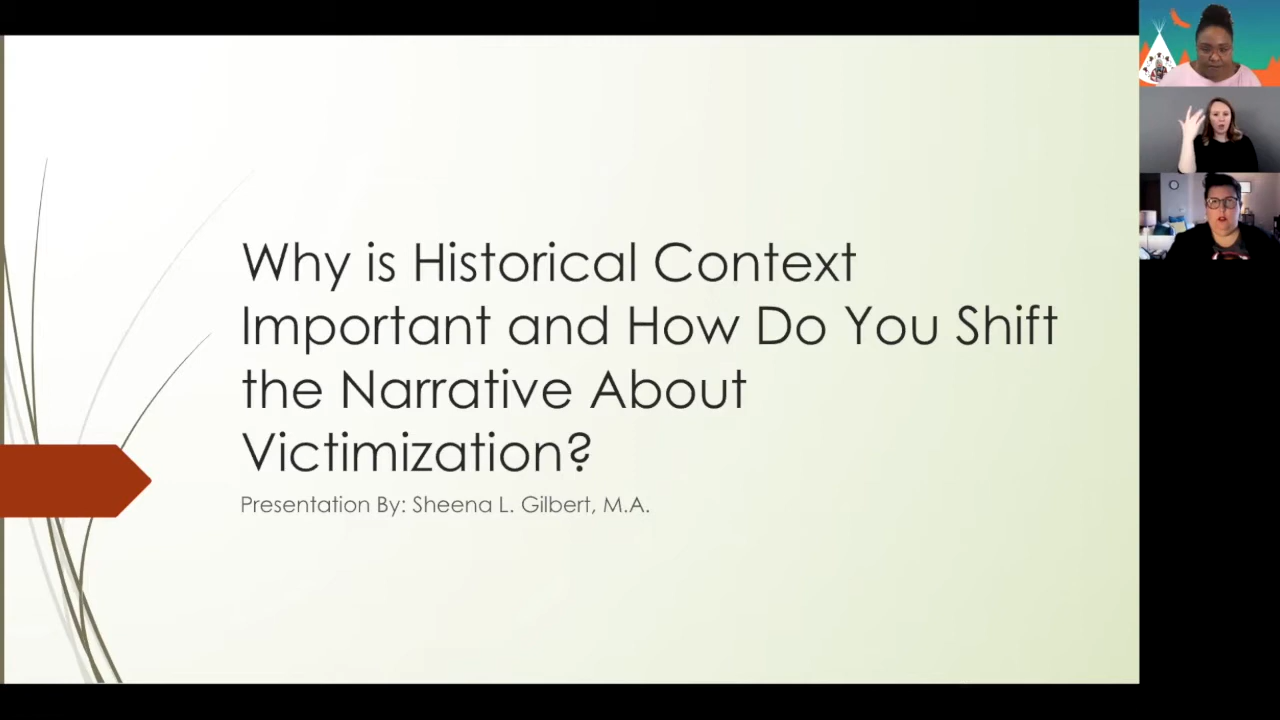 Why is Historical Context
Important and How Do You Shift
the Narrative About
Victimization?
Presentation By: Sheena L. Gilbert, M.A.